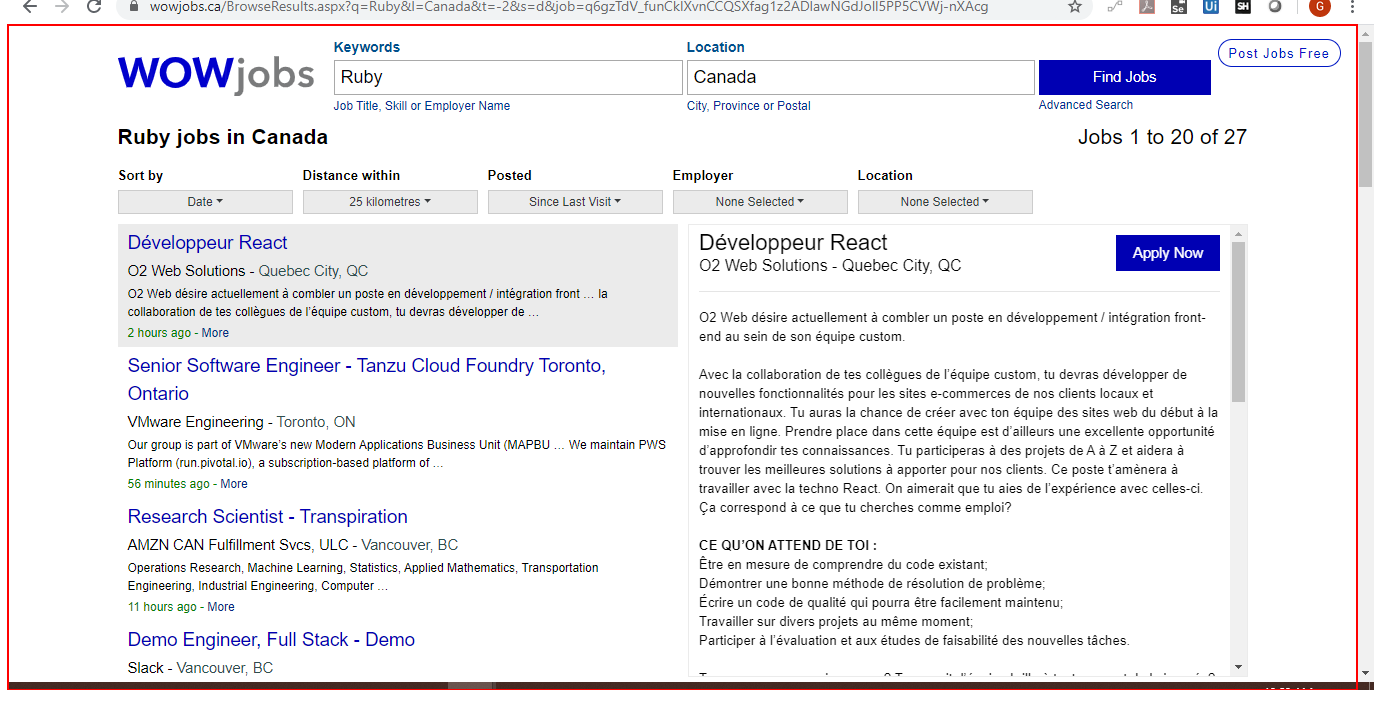 wowjobs.ca/BrowseResults.aspx?q=Ruby&l=Canada&t=-2&s=d&job=q6gzTdV_funCklXvnCCQSXfag1z2ADIawNGdJoII5PP5CVWj-nXAcg
Se Ui SH G
Keywords Location
Post Jobs Free
WOWjobs
Ruby Canada Find Jobs
Job Title, Skill or Employer Name City, Province or Postal Advanced Search
Ruby jobs in Canada Jobs 1 to 20 of 27
Sort by Distance within Posted Employer Location
Date 25 kilometres Since Last Visit None Selected None Selected
Développeur React
O2 Web Solutions - Quebec City, QC
O2 Web désire actuellement à combler un poste en développement / intégration front … la
collaboration de tes collègues de l’équipe custom, tu devras développer de …
2 hours ago - More
Senior Software Engineer - Tanzu Cloud Foundry Toronto,
Ontario
VMware Engineering - Toronto, ON
Our group is part of VMware’s new Modern Applications Business Unit (MAPBU … We maintain PWS
Platform (run.pivotal.io), a subscription-based platform of …
56 minutes ago - More
Research Scientist - Transpiration
AMZN CAN Fulfillment Svcs, ULC - Vancouver, BC
Operations Research, Machine Learning, Statistics, Applied Mathematics, Transportation
Engineering, Industrial Engineering, Computer …
11 hours ago - More
Demo Engineer, Full Stack - Demo
Slack - Vancouver, BC
Développeur React
O2 Web Solutions - Quebec City, QC
Apply Now
O2 Web désire actuellement à combler un poste en développement / intégration front-
end au sein de son équipe custom.
Avec la collaboration de tes collègues de l’équipe custom, tu devras développer de
nouvelles fonctionnalités pour les sites e-commerces de nos clients locaux et
internationaux. Tu auras la chance de créer avec ton équipe des sites web du début à la
mise en ligne. Prendre place dans cette équipe est d’ailleurs une excellente opportunité
d’approfondir tes connaissances. Tu participeras à des projets de A à Z et aidera à
trouver les meilleures solutions à apporter pour nos clients. Ce poste t’amènera à
travailler avec la techno React. On aimerait que tu aies de l’expérience avec celles-ci.
Ça correspond à ce que tu cherches comme emploi?
CE QU’ON ATTEND DE TOI :
Être en mesure de comprendre du code existant;
Démontrer une bonne méthode de résolution de problème;
Écrire un code de qualité qui pourra être facilement maintenu;
Travailler sur divers projets au même moment;
Participer à l’évaluation et aux études de faisabilité des nouvelles tâches.